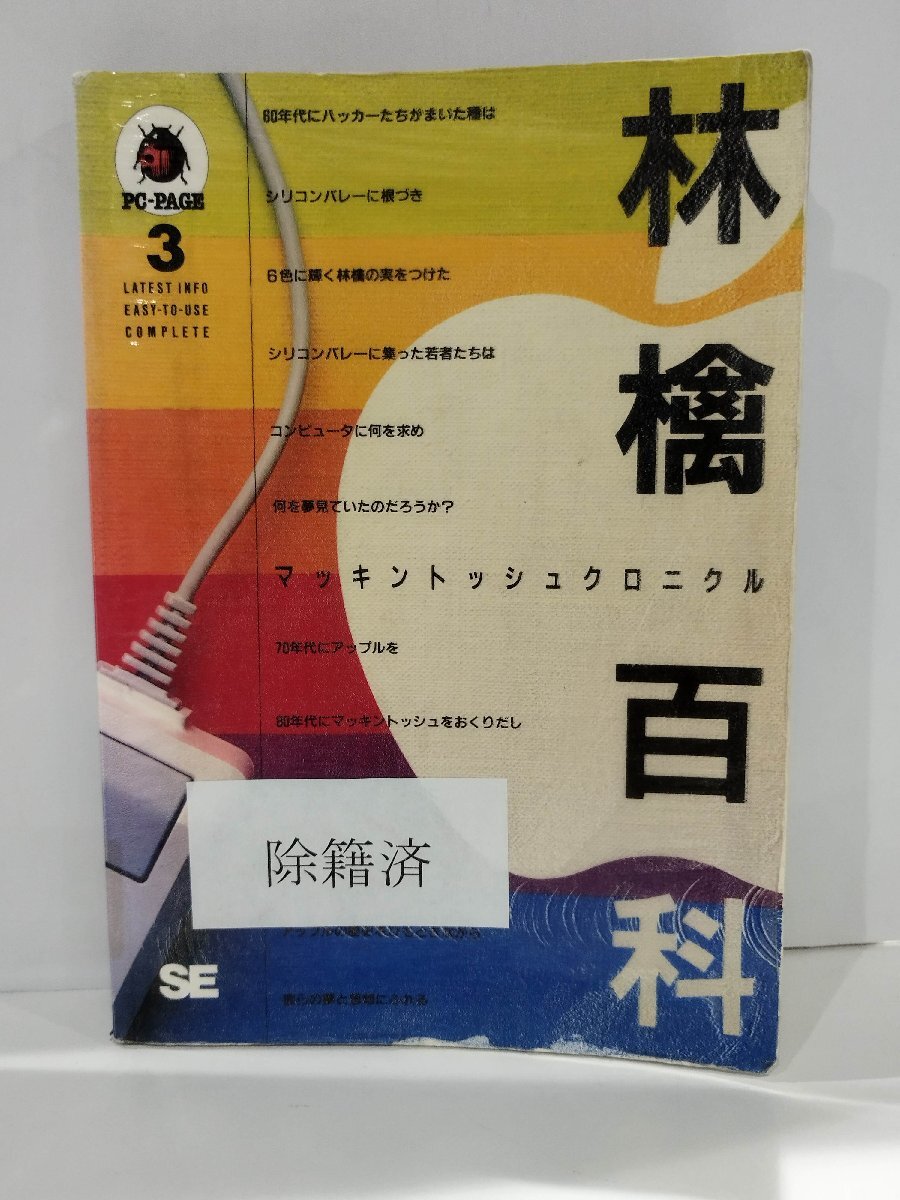 林檎百科
PC-PAGE
3
LATEST INFO
EASY-TO-USE
COMPLETE
60年代にハッカーたちがまいた種は
シリコンバレーに根づき
6色に輝く林檎の実をつけた
シリコンバレーに集った若者たちは
コンピュータに何を求め
何を夢見ていたのだろうか?
マッキントッシュクロニクル
70年代にアップルを
80年代にマッキントッシュをおくりだし
除籍済
SE